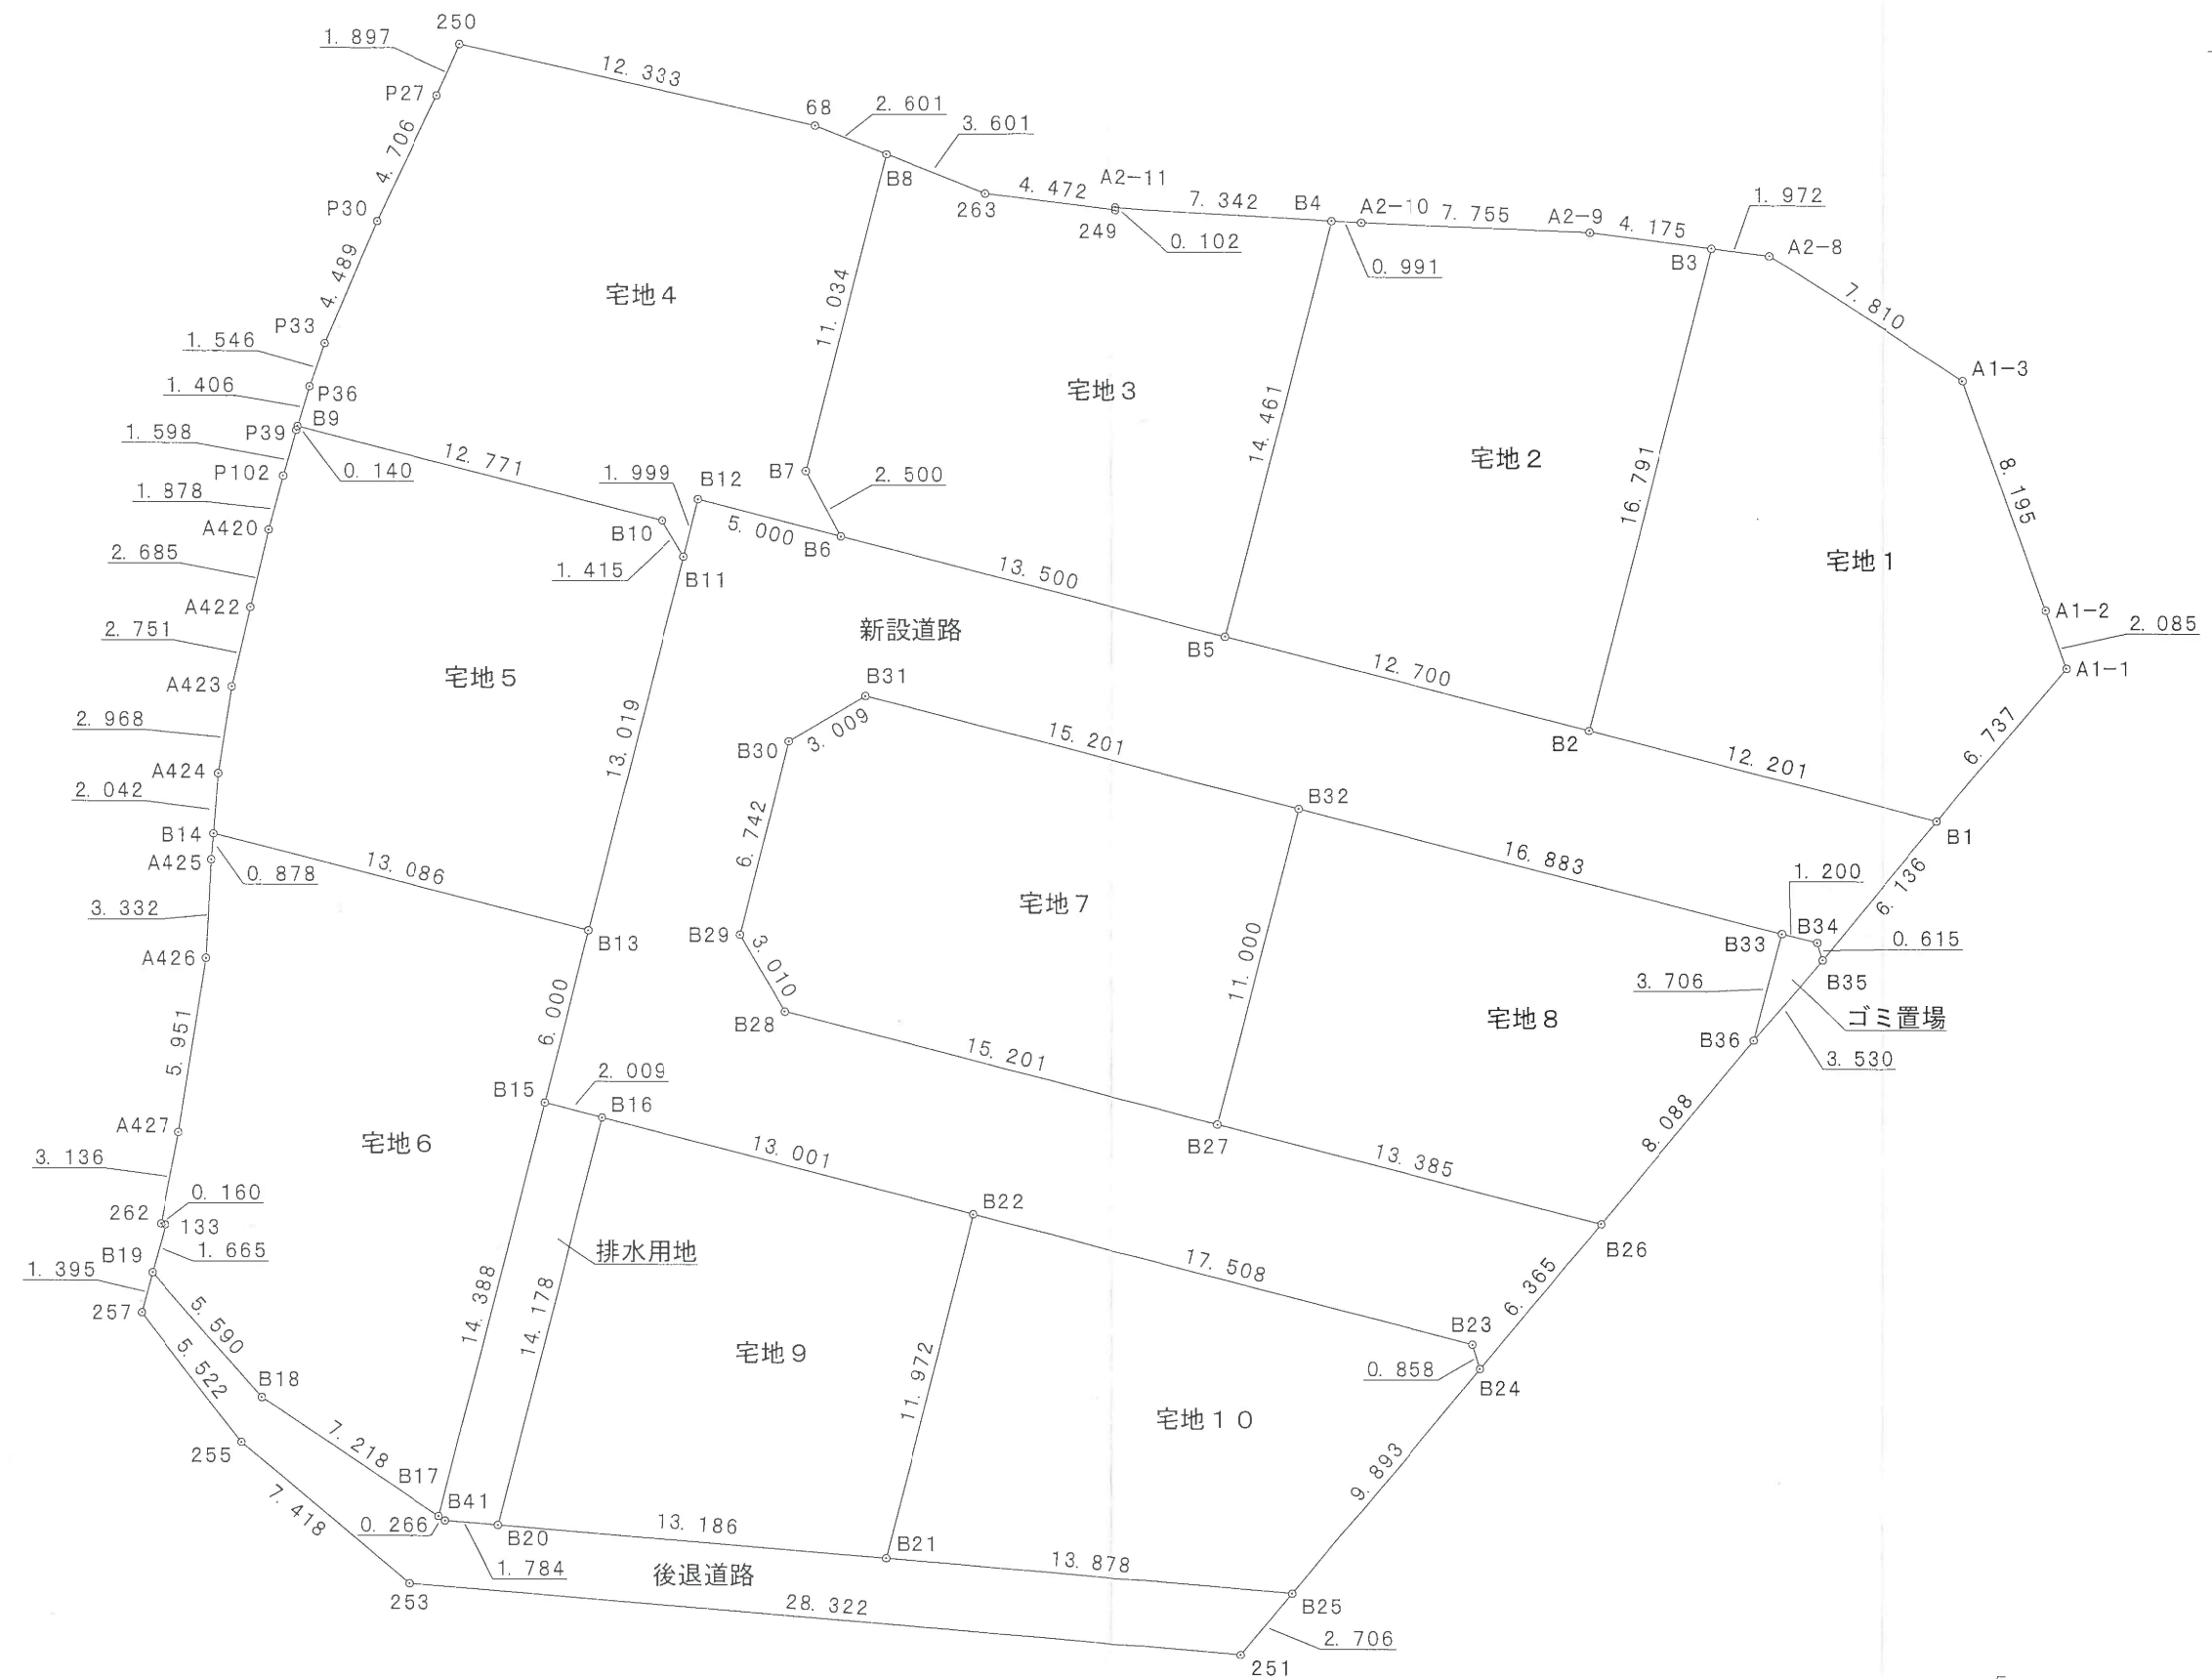 250
1. 897
12. 333
P27
68
2. 601
3. 601
4. 706
B8
A2-11
4. 472
7. 342
B4
A2-10
7. 755
A2-9
4. 175
1. 972
P30
263
249
0. 102
0. 991
B3
A2-8
宅地4
11. 034
4. 489
7. 810
P33
1. 546
A1-3
1. 406
P36
宅地3
14. 461
B9
P39
1. 598
12. 771
0. 140
宅地2
16. 791
P102
1. 999
B12
B7
2. 500
8. 195
1. 878
A420
B10
5. 000
B6
2. 685
1. 415
B11
13. 500
宅地1
A422
A1-2
2. 085
2. 751
新設道路
B5
A1-1
宅地5
12. 700
A423
B31
2. 968
13. 019
B30
3. 009
15. 201
B2
12. 201
6. 737
A424
2. 042
B32
6. 742
B14
B1
A425
13. 086
0. 878
16. 883
1. 200
6. 136
3. 332
宅地7
B29
B13
3. 010
B33
B34
0. 615
A426
11. 000
3. 706
B35
5. 951
6. 000
B28
宅地8
ゴミ置場
15. 201
B36
3. 530
B15
2. 009
B16
A427
宅地6
13. 001
B27
13. 385
8. 088
3. 136
0. 160
262
133
B22
B19
1. 665
排水用地
B26
1. 395
17. 508
6. 365
257
14. 388
14. 178
5. 590
5. 522
宅地9
11. 972
B23
0. 858
B24
B18
宅地10
255
7. 218
B17
9. 893
7. 418
B41
0. 266
B20
13. 186
B21
13. 878
1. 784
後退道路
253
28. 322
B25
2. 706
251